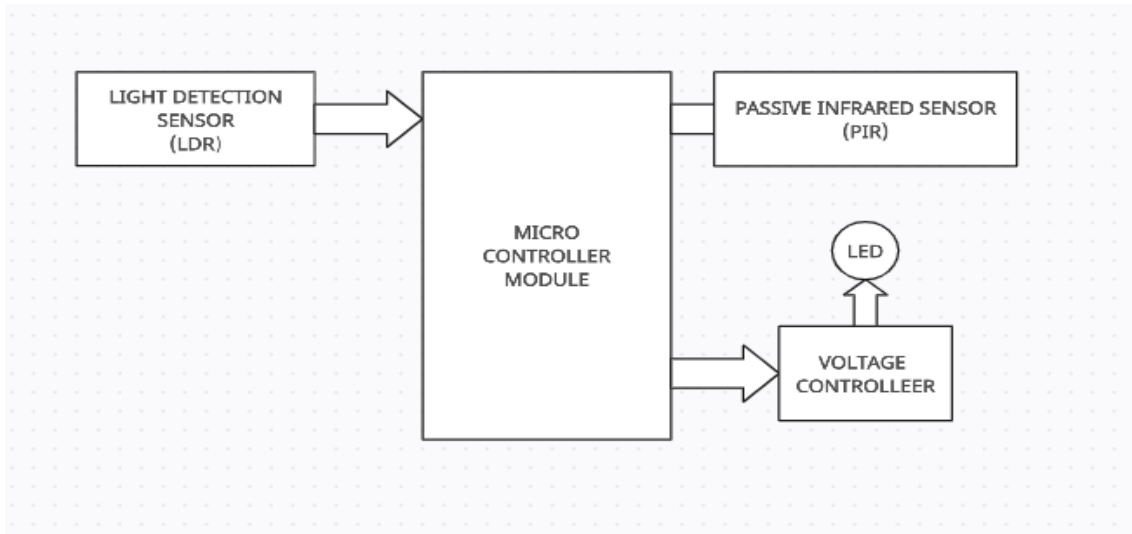 LIGHT DETECTION
SENSOR
(LDR)
PASSIVE INFRARED SENSOR
(PIR)
MICRO
CONTROLLER
MODULE
LED
VOLTAGE
CONTROLLEER